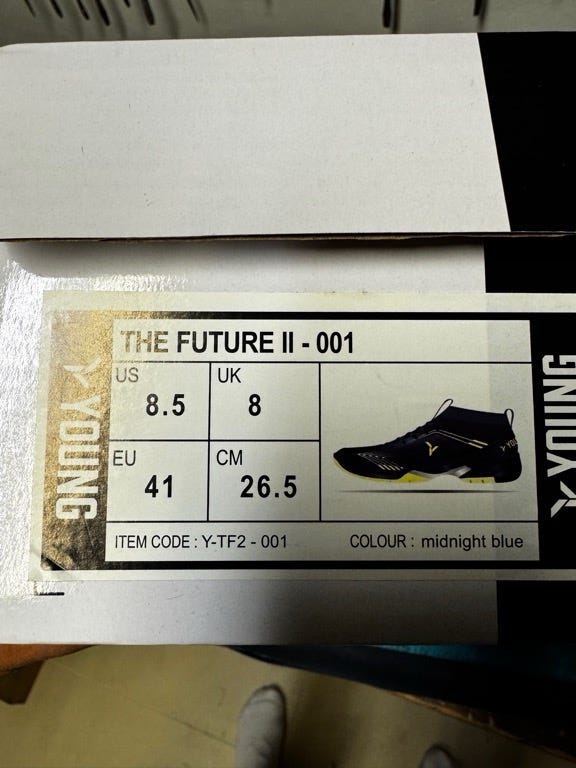 THE FUTURE II - 001
US
8.5
UK
8
EU
41
CM
26.5
ITEM CODE : Y-TF2 - 001
COLOUR : midnight blue
YOUNG
YOUNG